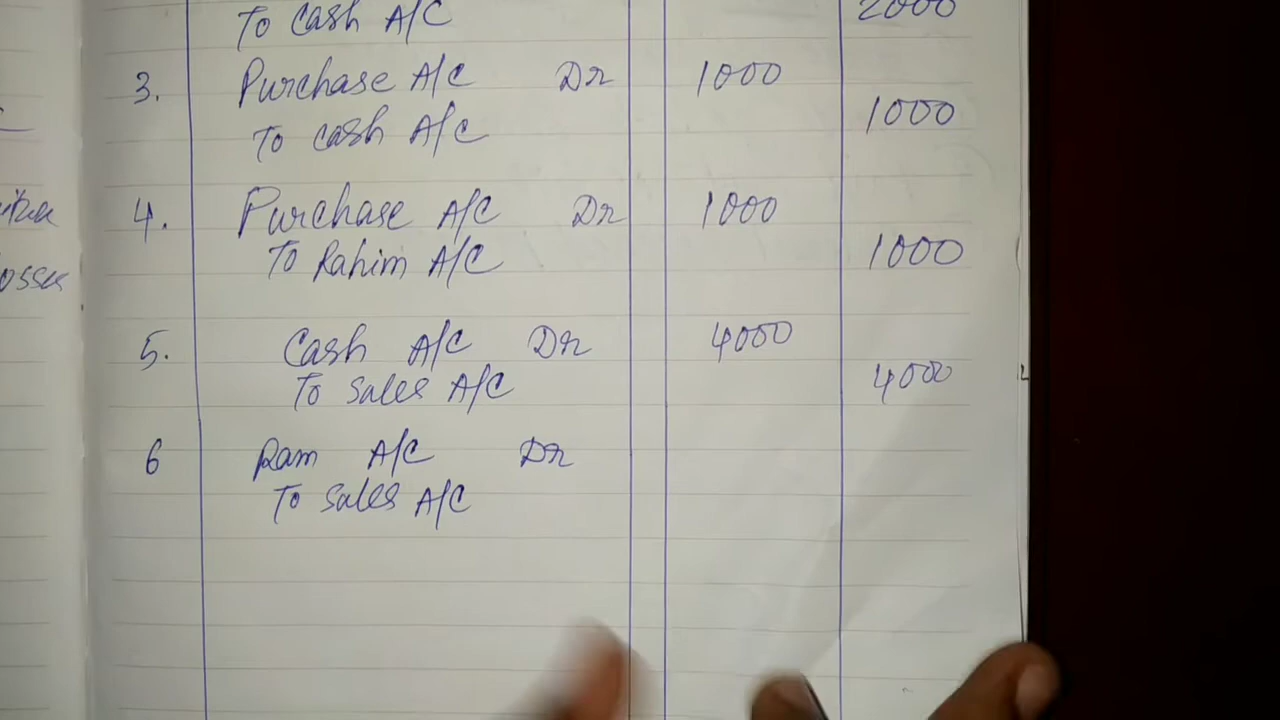 To Cash A/C 2000
3. Purchase A/C Dr 1000
To cash A/C 1000
4. Purchase A/C Dr 1000
To Rahim A/C 1000
5. Cash A/C Dr 4000
To Sales A/C 4000
6 Ram A/C Dr
To Sales A/C